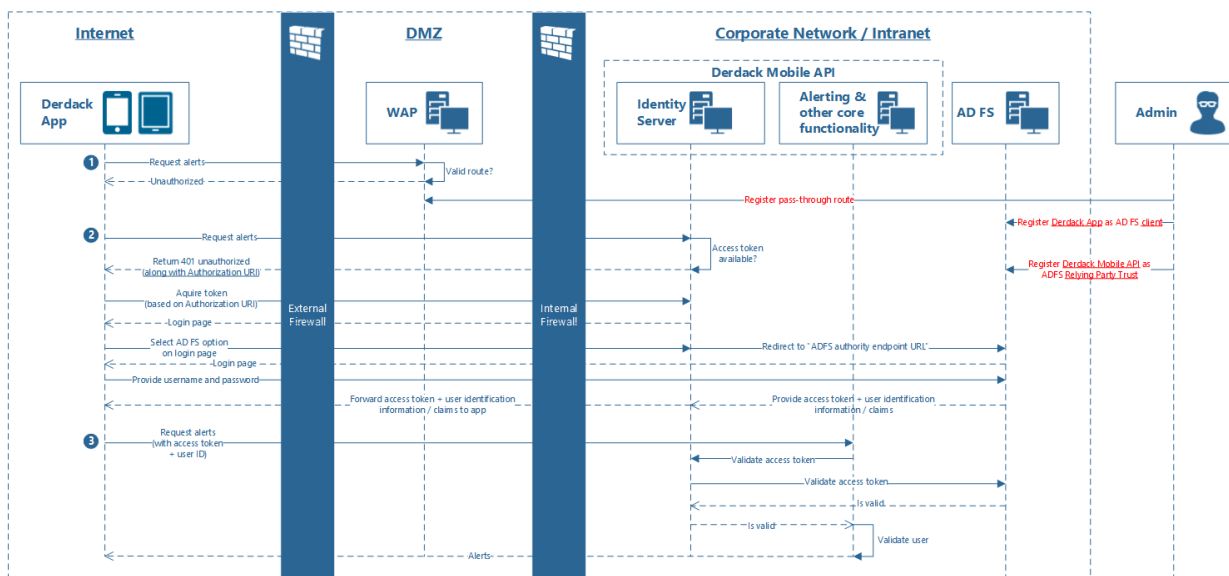 Internet
DMZ
Corporate Network / Intranet
Derdack Mobile API
Derdack
App
WAP
Identity
Server
Alerting &
other core
functionality
AD FS
Admin
1
Request alerts
Valid route?
Unauthorized
Register pass-through route
Register Derdack App as AD FS client
2
Request alerts
Access token
available?
Return 401 unauthorized
(along with Authorization URI)
Register Derdack Mobile API as
ADFS Relying Party Trust
Aquire token
(based on Authorization URI)
External
Firewall
Internal
Firewall
Login page
Select AD FS option
on login page
Redirect to "ADFS authority endpoint URL"
Login page
Provide username and password
Forward access token + user identification
information / claims to app
Provide access token + user identification
information / claims
3
Request alerts
(with access token
+ user ID)
Validate access token
Validate access token
Is valid
Is valid
Validate user
Alerts